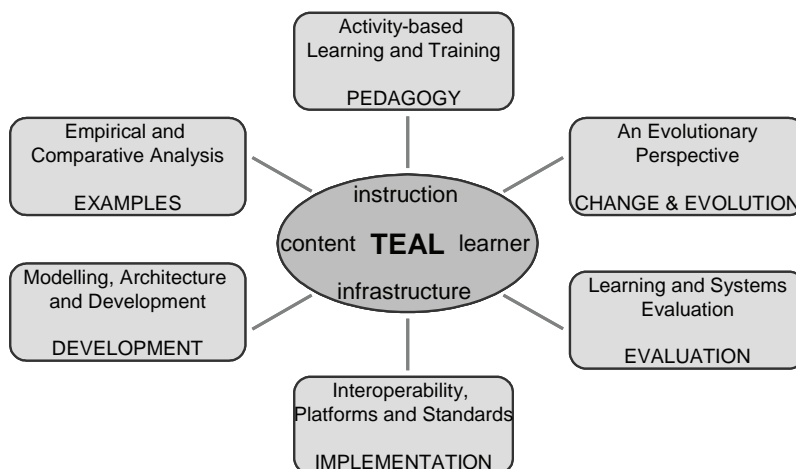 Activity-based
Learning and Training
PEDAGOGY
Empirical and
Comparative Analysis
EXAMPLES
An Evolutionary
Perspective
CHANGE & EVOLUTION
instruction
content TEAL learner
infrastructure
Modelling, Architecture
and Development
DEVELOPMENT
Learning and Systems
Evaluation
EVALUATION
Interoperability,
Platforms and Standards
IMPLEMENTATION